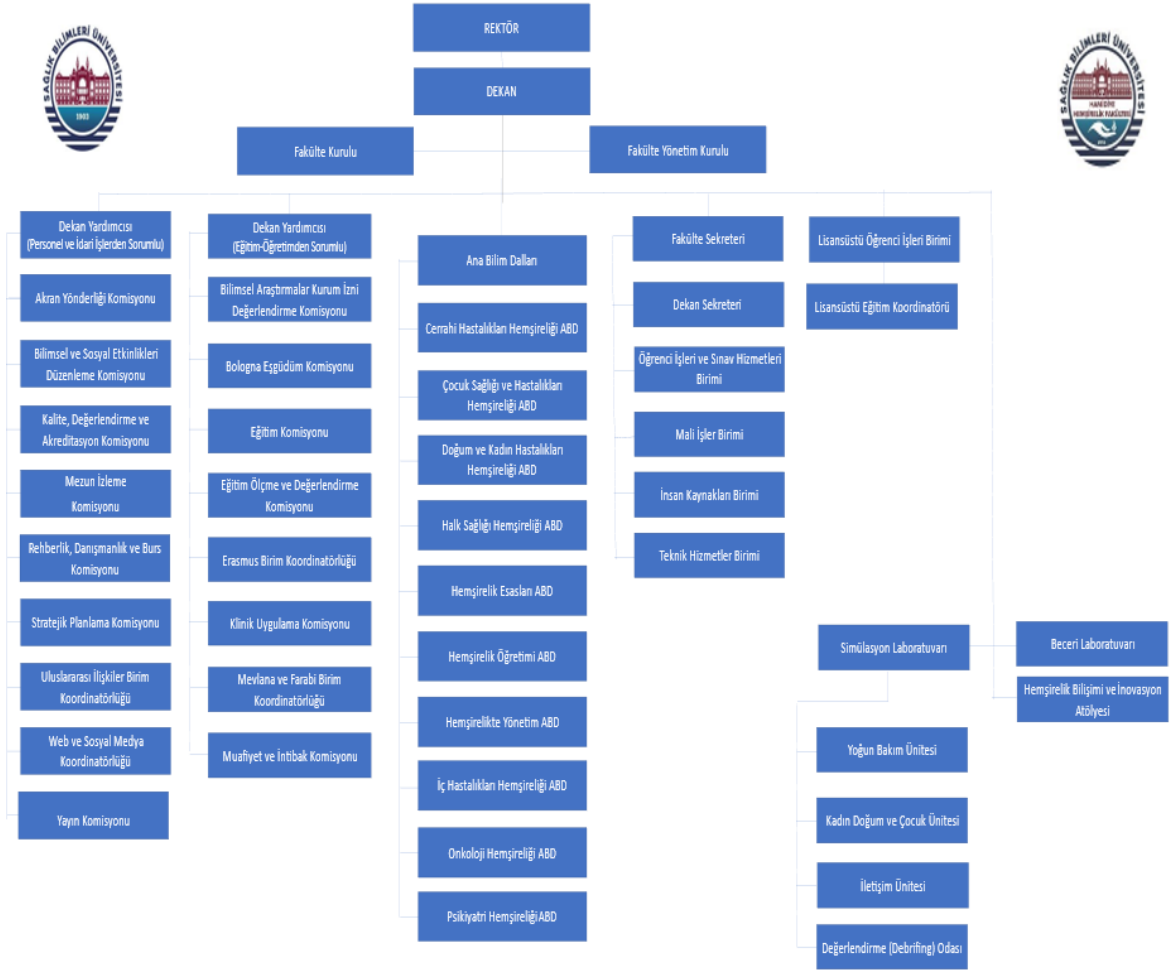 SAĞLIK BİLİMLERİ ÜNİVERSİTESİ
1903
SAĞLIK BİLİMLERİ ÜNİVERSİTESİ
HAMİDİYE
HEMŞİRELİK FAKÜLTESİ
REKTÖR
DEKAN
Fakülte Kurulu
Fakülte Yönetim Kurulu
Dekan Yardımcısı
(Personel ve İdari İşlerden Sorumlu)
Akran Yönderliği Komisyonu
Bilimsel ve Sosyal Etkinlikleri
Düzenleme Komisyonu
Kalite, Değerlendirme ve
Akreditasyon Komisyonu
Mezun İzleme
Komisyonu
Rehberlik, Danışmanlık ve Burs
Komisyonu
Stratejik Planlama Komisyonu
Uluslararası İlişkiler Birim
Koordinatörlüğü
Web ve Sosyal Medya
Koordinatörlüğü
Yayın Komisyonu
Dekan Yardımcısı
(Eğitim-Öğretimden Sorumlu)
Bilimsel Araştırmalar Kurum İzni
Değerlendirme Komisyonu
Bologna Eşgüdüm Komisyonu
Eğitim Komisyonu
Eğitim Ölçme ve Değerlendirme
Komisyonu
Erasmus Birim Koordinatörlüğü
Klinik Uygulama Komisyonu
Mevlana ve Farabi Birim
Koordinatörlüğü
Muafiyet ve İntibak Komisyonu
Ana Bilim Dalları
Cerrahi Hastalıkları Hemşireliği ABD
Çocuk Sağlığı ve Hastalıkları
Hemşireliği ABD
Doğum ve Kadın Hastalıkları
Hemşireliği ABD
Halk Sağlığı Hemşireliği ABD
Hemşirelik Esasları ABD
Hemşirelik Öğretimi ABD
Hemşirelikte Yönetim ABD
İç Hastalıkları Hemşireliği ABD
Onkoloji Hemşireliği ABD
Psikiyatri Hemşireliği ABD
Fakülte Sekreteri
Dekan Sekreteri
Öğrenci İşleri ve Sınav Hizmetleri
Birimi
Mali İşler Birimi
İnsan Kaynakları Birimi
Teknik Hizmetler Birimi
Lisansüstü Öğrenci İşleri Birimi
Lisansüstü Eğitim Koordinatörü
Simülasyon Laboratuvarı
Beceri Laboratuvarı
Hemşirelik Bilişimi ve İnovasyon
Atölyesi
Yoğun Bakım Ünitesi
Kadın Doğum ve Çocuk Ünitesi
İletişim Ünitesi
Değerlendirme (Debrifing) Odası